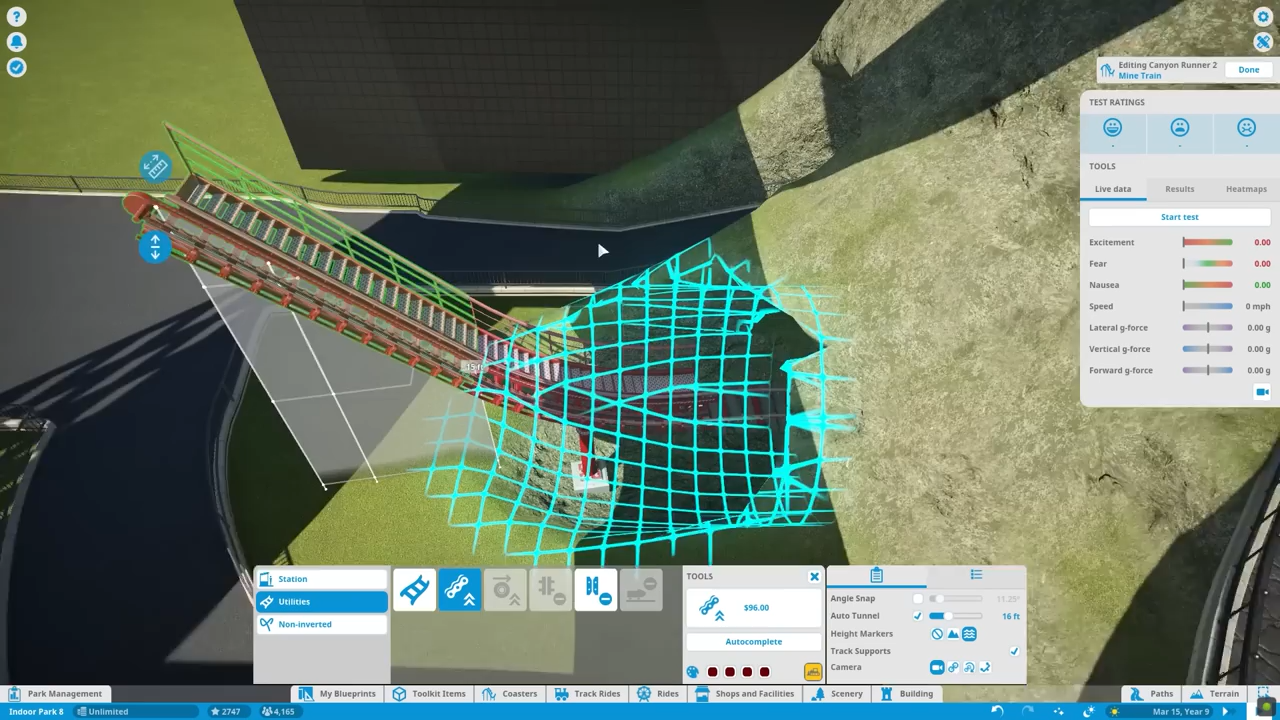 Editing Canyon Runner 2
Mine Train
Done
TEST RATINGS
- - -
TOOLS
Live data Results Heatmaps
Start test
Excitement 0.00
Fear 0.00
Nausea 0.00
Speed 0 mph
Lateral g-force 0.00 g
Vertical g-force 0.00 g
Forward g-force 0.00 g
Station
Utilities
Non-inverted
TOOLS
$96.00
Autocomplete
Angle Snap 11.25°
Auto Tunnel 16 ft
Height Markers
Track Supports
Camera
Park Management My Blueprints Toolkit Items Coasters Track Rides Rides Shops and Facilities Scenery Building Paths Terrain
Indoor Park 8 Unlimited 2747 4,165 Mar 15, Year 9